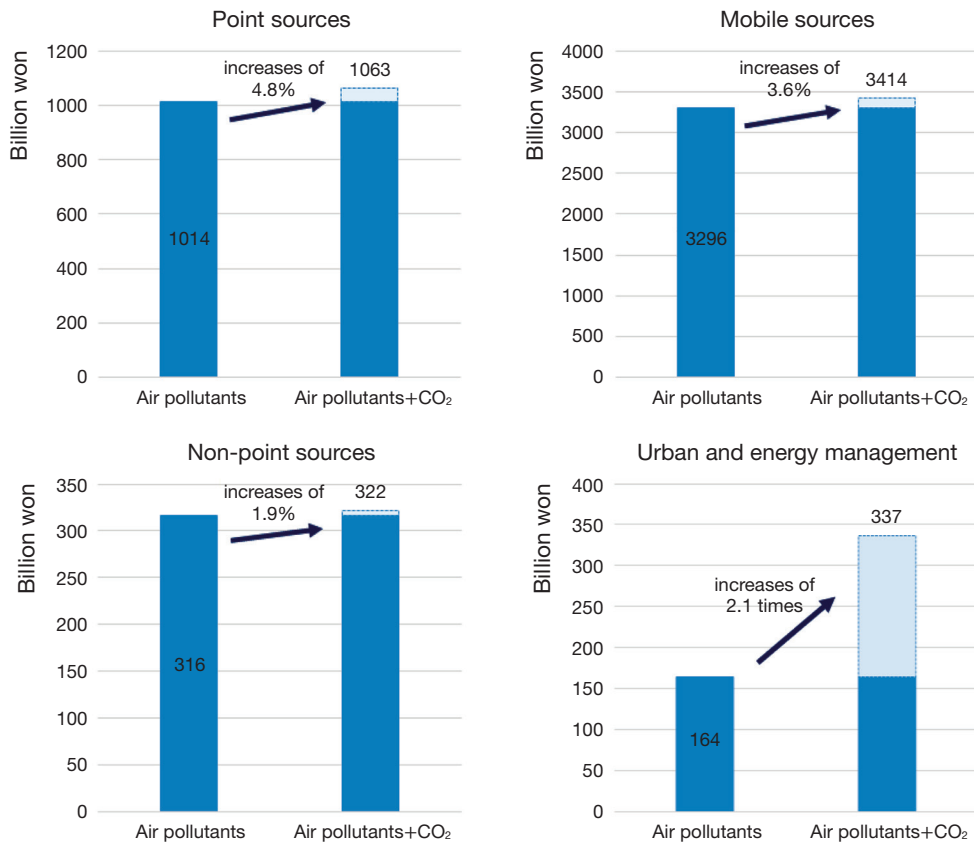 Point sources
Billion won
1200
1000
800
600
400
200
0
increases of
4.8%
1063
1014
Air pollutants
Air pollutants+CO₂
Mobile sources
Billion won
4000
3500
3000
2500
2000
1500
1000
500
0
increases of
3.6%
3414
3296
Air pollutants
Air pollutants+CO₂
Non-point sources
Billion won
350
300
250
200
150
100
50
0
increases of
1.9%
322
316
Air pollutants
Air pollutants+CO₂
Urban and energy management
Billion won
400
350
300
250
200
150
100
50
0
337
increases of
2.1 times
164
Air pollutants
Air pollutants+CO₂